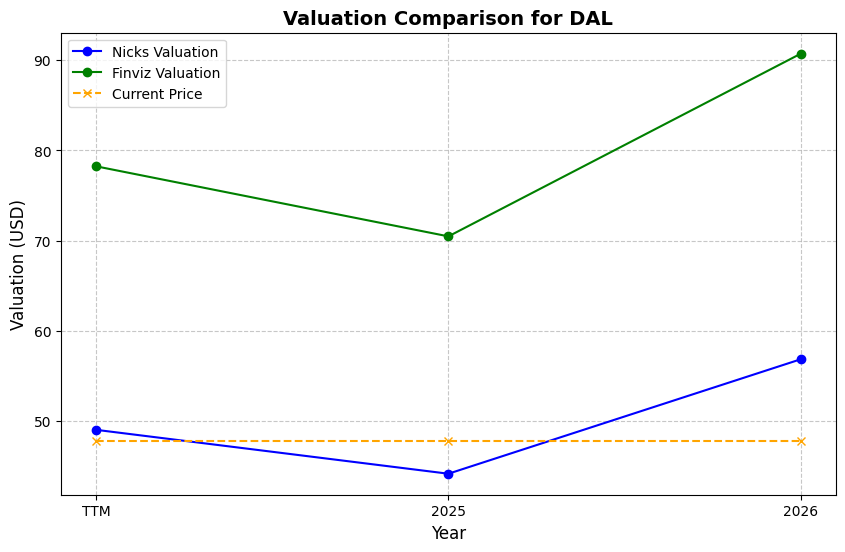 Valuation Comparison for DAL
Nicks Valuation
Finviz Valuation
Current Price
Valuation (USD)
90
80
70
60
50
TTM
2025
2026
Year